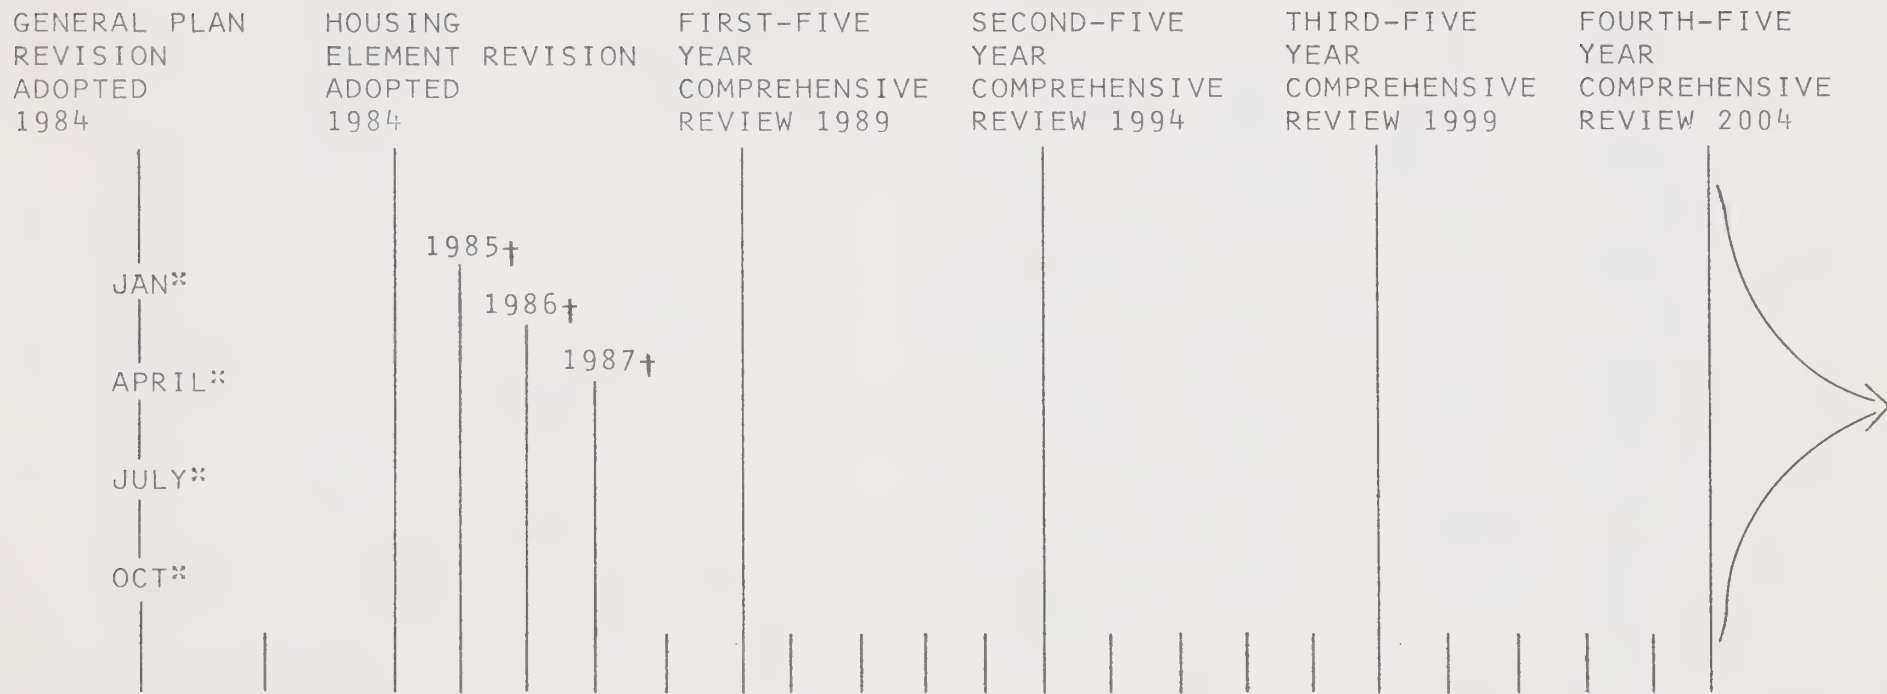 GENERAL PLAN
REVISION
ADOPTED
1984
HOUSING
ELEMENT REVISION
ADOPTED
1984
FIRST-FIVE
YEAR
COMPREHENSIVE
REVIEW 1989
SECOND-FIVE
YEAR
COMPREHENSIVE
REVIEW 1994
THIRD-FIVE
YEAR
COMPREHENSIVE
REVIEW 1999
FOURTH-FIVE
YEAR
COMPREHENSIVE
REVIEW 2004
JAN*
APRIL*
JULY*
OCT*
1985†
1986†
1987†